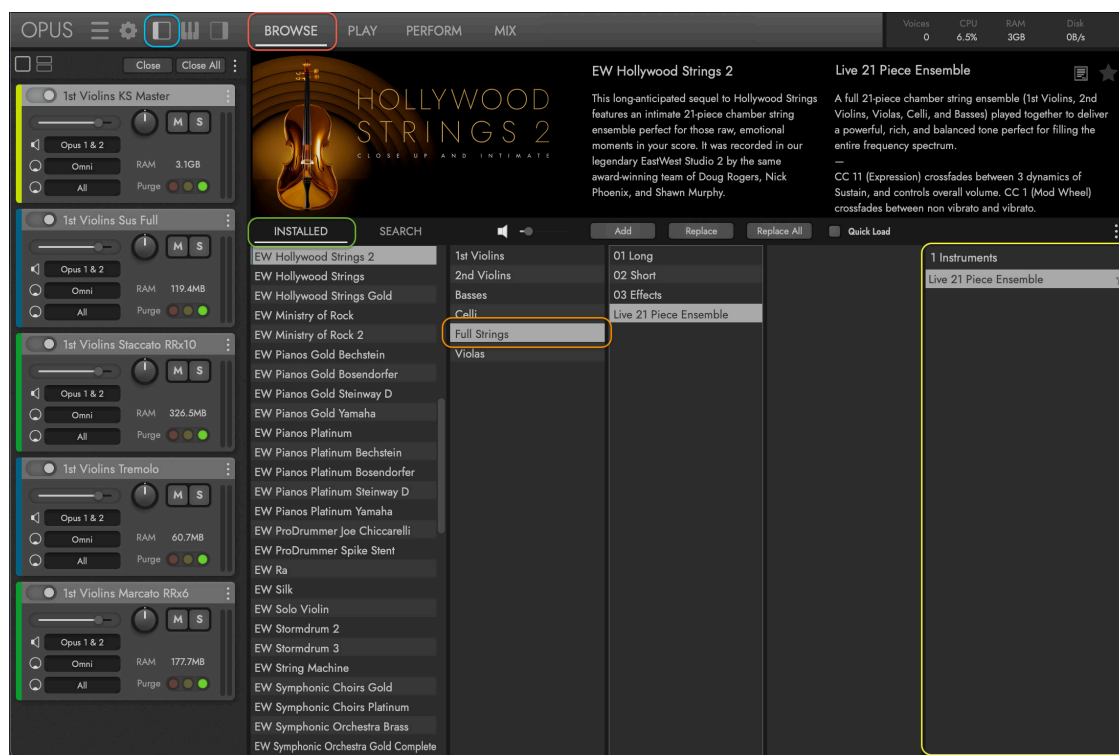 OPUS
BROWSE
PLAY
PERFORM
MIX
Voices
0
CPU
6.5%
RAM
3GB
Disk
0B/s
Close
Close All
1st Violins KS Master
M
S
Opus 1 & 2
Omni
RAM
3.1GB
All
Purge
1st Violins Sus Full
M
S
Opus 1 & 2
Omni
RAM
119.4MB
All
Purge
1st Violins Staccato RRx10
M
S
Opus 1 & 2
Omni
RAM
326.5MB
All
Purge
1st Violins Tremolo
M
S
Opus 1 & 2
Omni
RAM
60.7MB
All
Purge
1st Violins Marcato RRx6
M
S
Opus 1 & 2
Omni
RAM
177.7MB
All
Purge
HOLLYWOOD
STRINGS 2
CLOSE UP AND INTIMATE
EW Hollywood Strings 2
This long-anticipated sequel to Hollywood Strings
features an intimate 21-piece chamber string
ensemble perfect for those raw, emotional
moments in your score. It was recorded in our
legendary EastWest Studio 2 by the same
award-winning team of Doug Rogers, Nick
Phoenix, and Shawn Murphy.
Live 21 Piece Ensemble
A full 21-piece chamber string ensemble (1st Violins, 2nd
Violins, Violas, Celli, and Basses) played together to deliver
a powerful, rich, and balanced tone perfect for filling the
entire frequency spectrum.
—
CC 11 (Expression) crossfades between 3 dynamics of
Sustain, and controls overall volume. CC 1 (Mod Wheel)
crossfades between non vibrato and vibrato.
INSTALLED
SEARCH
Add
Replace
Replace All
Quick Load
EW Hollywood Strings 2
EW Hollywood Strings
EW Hollywood Strings Gold
EW Ministry of Rock
EW Ministry of Rock 2
EW Pianos Gold Bechstein
EW Pianos Gold Bosendorfer
EW Pianos Gold Steinway D
EW Pianos Gold Yamaha
EW Pianos Platinum
EW Pianos Platinum Bechstein
EW Pianos Platinum Bosendorfer
EW Pianos Platinum Steinway D
EW Pianos Platinum Yamaha
EW ProDrummer Joe Chiccarelli
EW ProDrummer Spike Stent
EW Ra
EW Silk
EW Solo Violin
EW Stormdrum 2
EW Stormdrum 3
EW String Machine
EW Symphonic Choirs Gold
EW Symphonic Choirs Platinum
EW Symphonic Orchestra Brass
EW Symphonic Orchestra Gold Complete
1st Violins
2nd Violins
Basses
Celli
Full Strings
Violas
01 Long
02 Short
03 Effects
Live 21 Piece Ensemble
1 Instruments
Live 21 Piece Ensemble